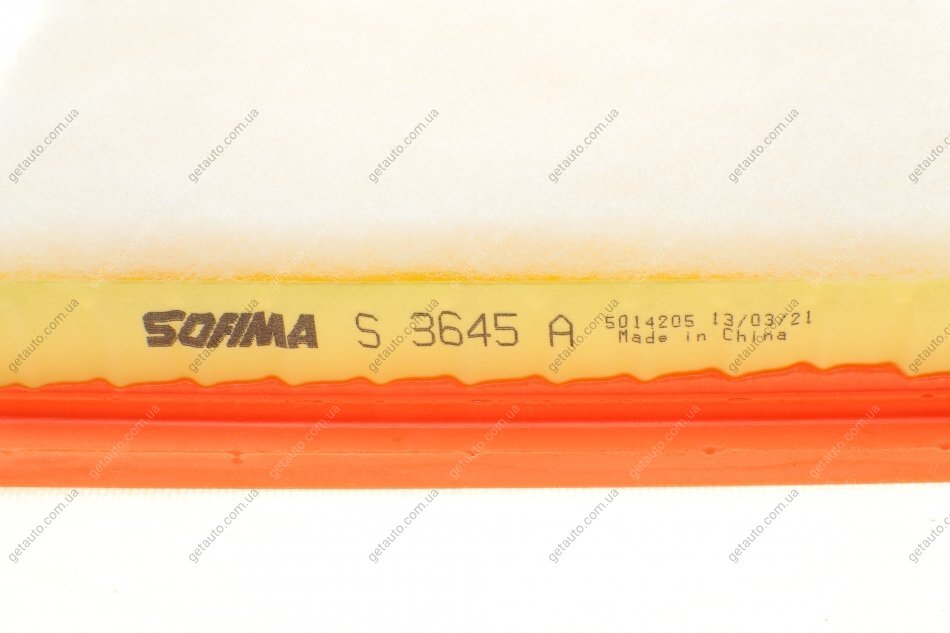 SOFIMA S 3645 A 5014205 13/03/21
Made in China
getauto.com.ua